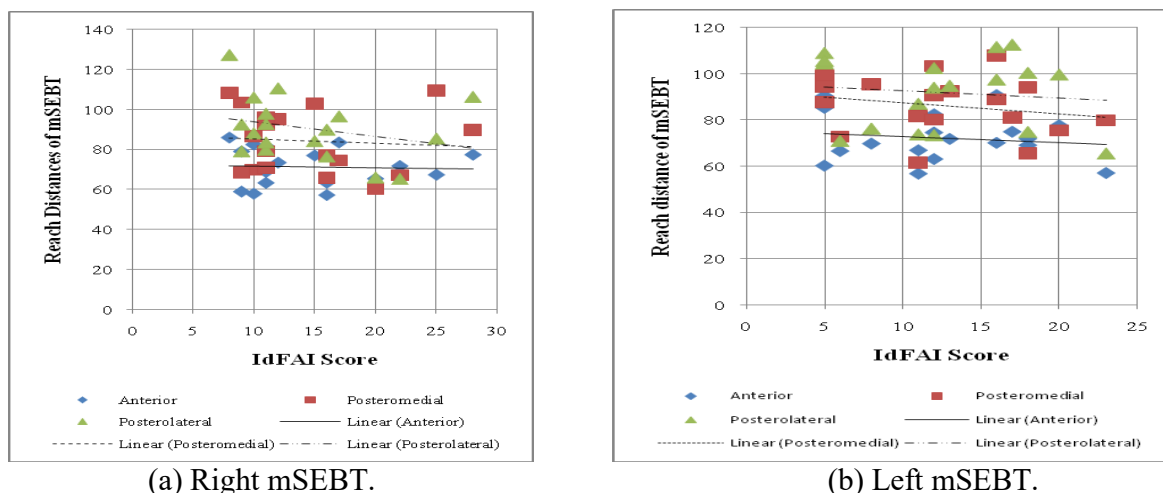 Reach Distances of mSEBT
140
120
100
80
60
40
20
0
0 5 10 15 20 25 30
IdFAI Score
Anterior Posteromedial
Posterolateral Linear (Anterior)
Linear (Posteromedial) Linear (Posterolateral)
(a) Right mSEBT.
Reach distance of mSEBT
120
100
80
60
40
20
0
0 5 10 15 20 25
IdFAI Score
Anterior Posteromedial
Posterolateral Linear (Anterior)
Linear (Posteromedial) Linear (Posterolateral)
(b) Left mSEBT.